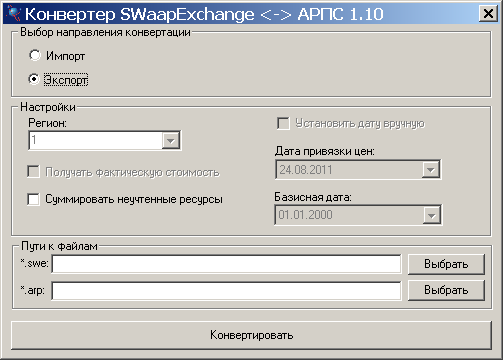 Конвертер SWaapExchange <-> АРПС 1.10
Выбор направления конвертации
Импорт
Экспорт
Настройки
Регион:
1
Установить дату вручную
Дата привязки цен:
Получать фактическую стоимость
24.08.2011
Суммировать неучтенные ресурсы
Базисная дата:
01.01.2000
Пути к файлам
*.swe:
Выбрать
*.arp:
Выбрать
Конвертировать